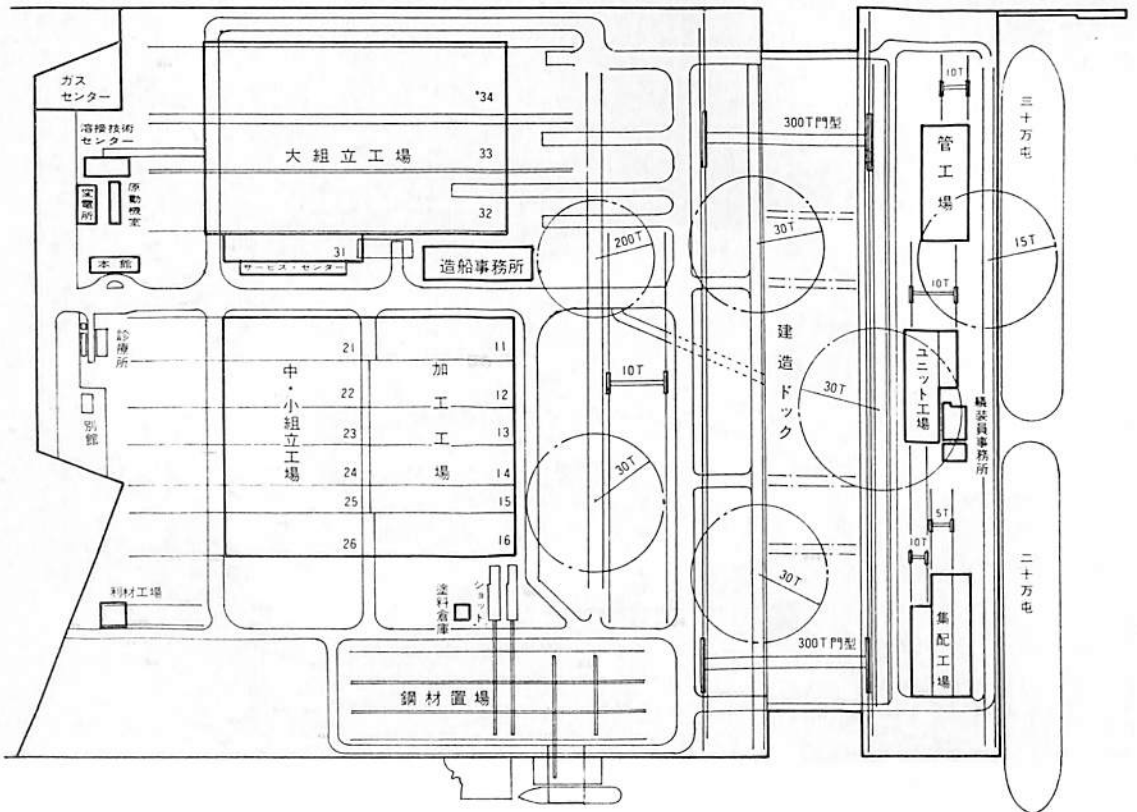 ガス
センター
溶接技術
センター
変電所
原動機室
本館
大組立工場
*34
33
32
31
サービス・センター
造船事務所
200T
30T
300T門型
10T
管工場
15T
三十万屯
10T
診療所
別館
中・小組立工場
21
22
23
24
25
26
加工場
11
12
13
14
15
16
10T
30T
建造ドック
30T
ユニット工場
艤装員事務所
5T
10T
二十万屯
30T
300T門型
集配工場
利材工場
塗料倉庫
ショット
鋼材置場